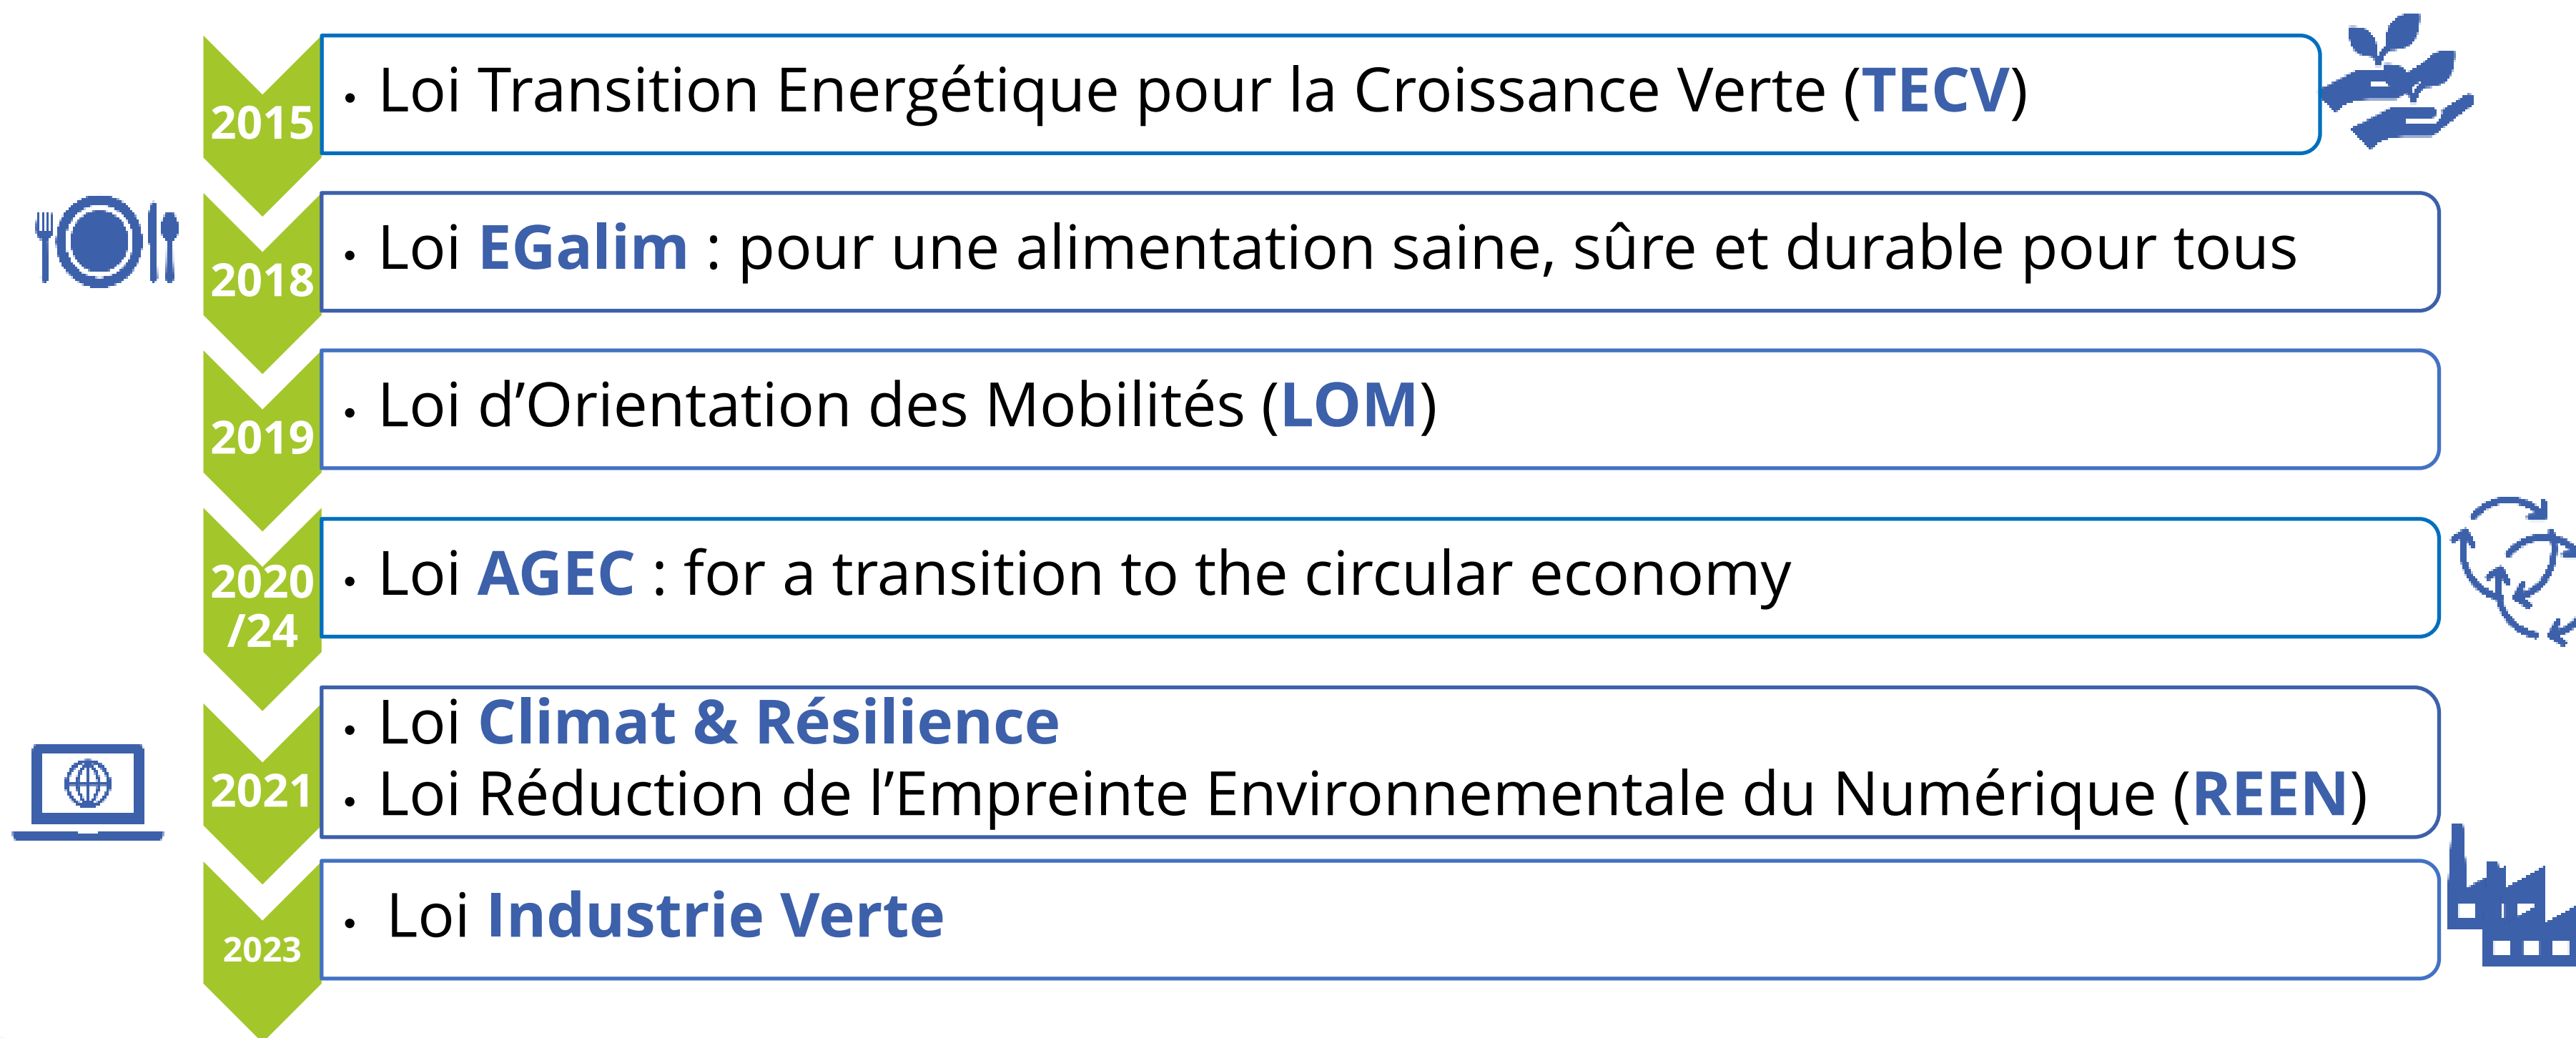 2015
• Loi Transition Energétique pour la Croissance Verte (TECV)
2018
• Loi EGalim : pour une alimentation saine, sûre et durable pour tous
2019
• Loi d’Orientation des Mobilités (LOM)
2020
/24
• Loi AGEC : for a transition to the circular economy
2021
• Loi Climat & Résilience
• Loi Réduction de l’Empreinte Environnementale du Numérique (REEN)
2023
• Loi Industrie Verte